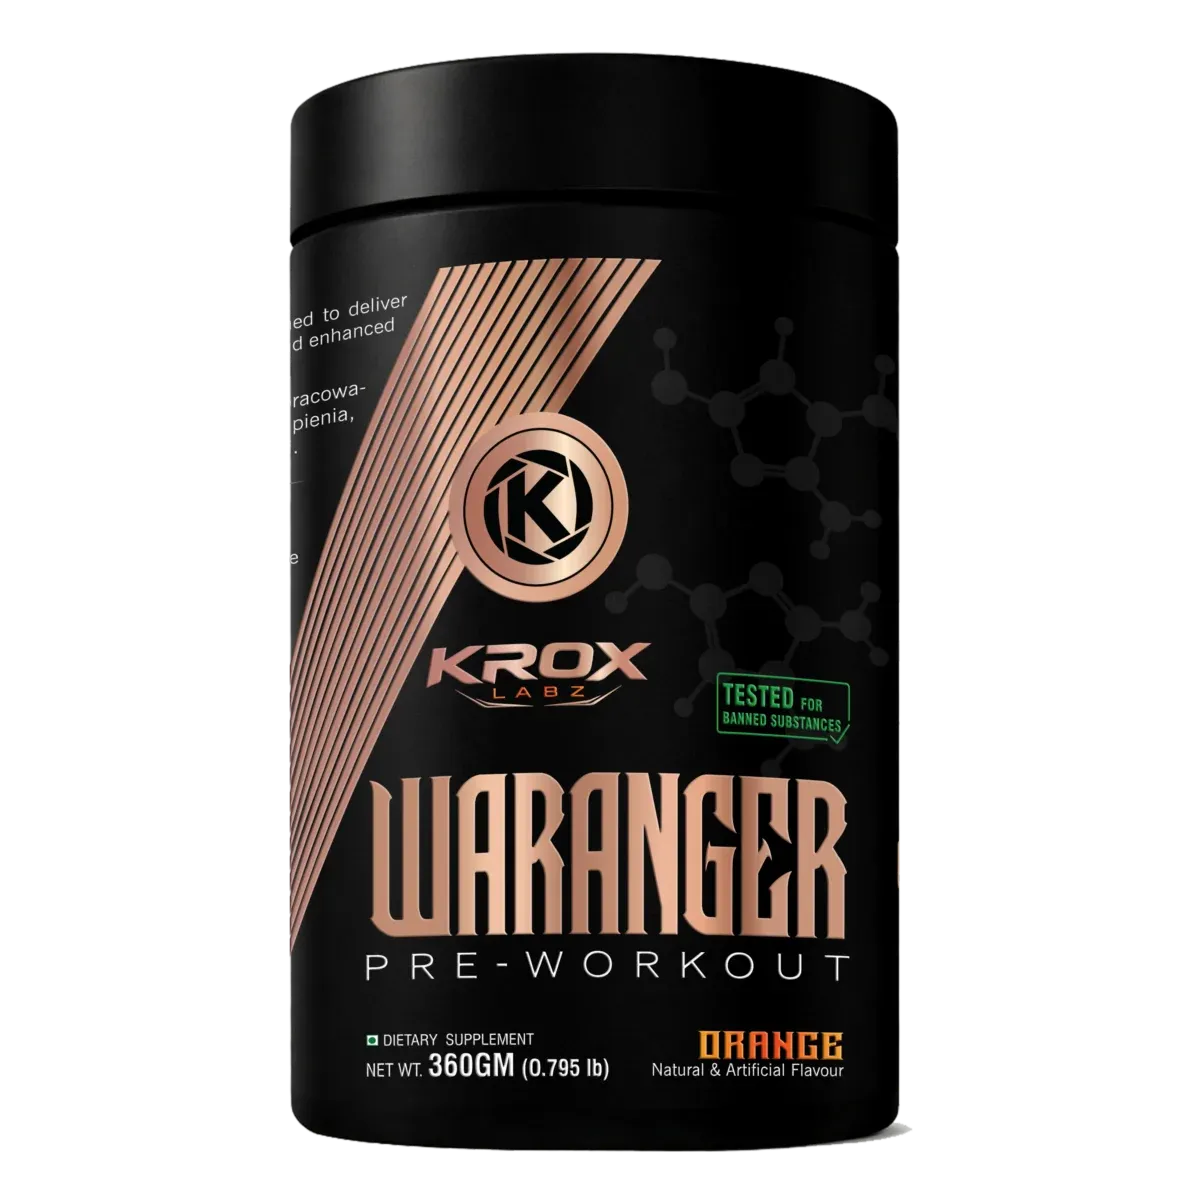 ed to deliver
d enhanced
racowa-
pienia,
e
K
KROX
LABZ
TESTED FOR
BANNED SUBSTANCES
WARANGER
PRE-WORKOUT
DIETARY SUPPLEMENT
NET WT. 360GM (0.795 lb)
ORANGE
Natural & Artificial Flavour